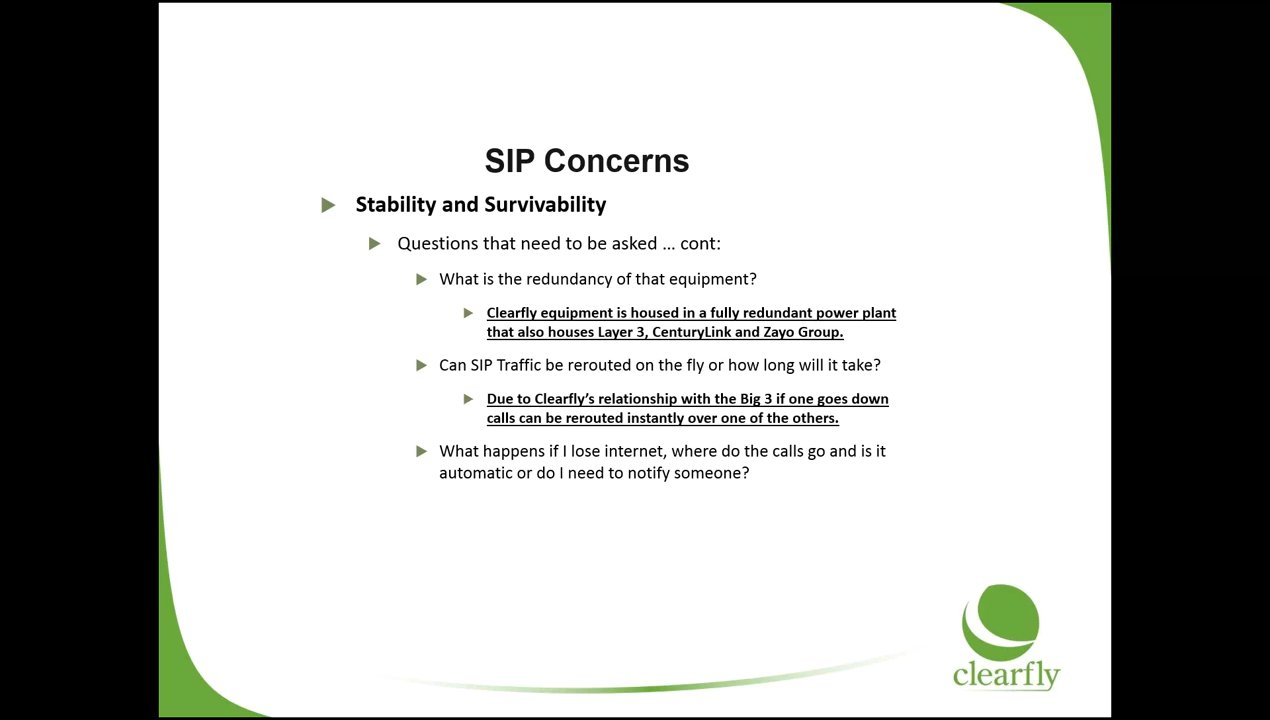 SIP Concerns
Stability and Survivability
Questions that need to be asked … cont:
What is the redundancy of that equipment?
Clearfly equipment is housed in a fully redundant power plant
that also houses Layer 3, CenturyLink and Zayo Group.
Can SIP Traffic be rerouted on the fly or how long will it take?
Due to Clearfly’s relationship with the Big 3 if one goes down
calls can be rerouted instantly over one of the others.
What happens if I lose internet, where do the calls go and is it
automatic or do I need to notify someone?
clearfly